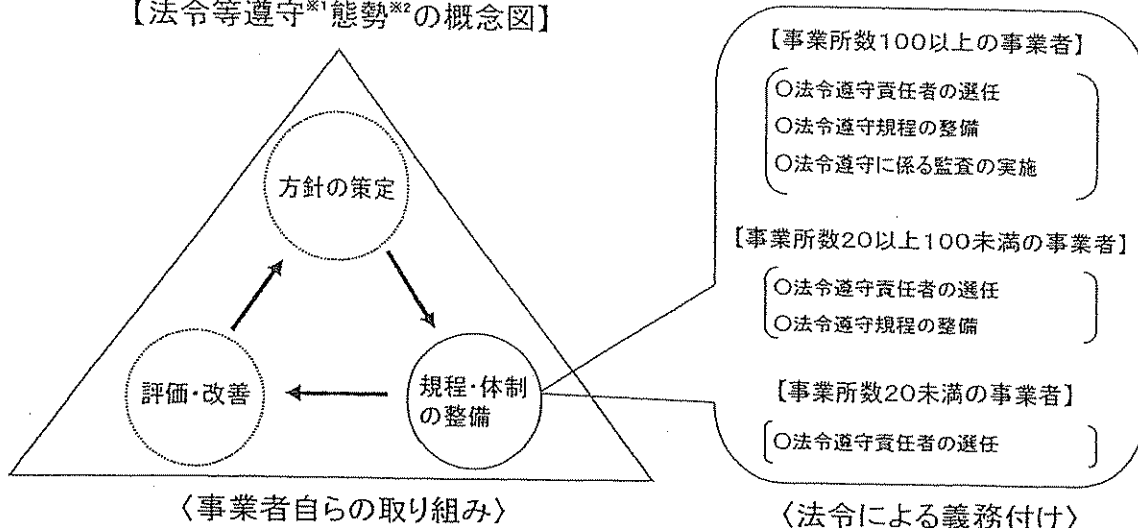 【法令等遵守※1態勢※2の概念図】
方針の策定
評価・改善
規程・体制
の整備
〈事業者自らの取り組み〉
【事業所数100以上の事業者】
○法令遵守責任者の選任
○法令遵守規程の整備
○法令遵守に係る監査の実施
【事業所数20以上100未満の事業者】
○法令遵守責任者の選任
○法令遵守規程の整備
【事業所数20未満の事業者】
○法令遵守責任者の選任
〈法令による義務付け〉